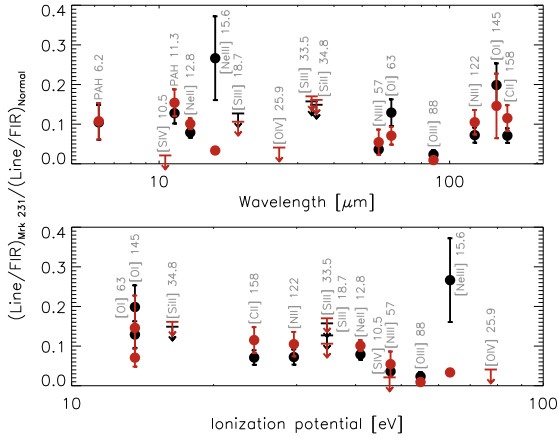 (Line/FIR)Mrk 231/(Line/FIR)Normal
0.4
0.3
0.2
0.1
0.0
PAH 6.2
[SIV] 10.5
PAH 11.3
[NeII] 12.8
[NeIII] 15.6
[SIII] 18.7
[OIV] 25.9
[SIII] 33.5
[SiII] 34.8
[NIII] 57
[OI] 63
[OIII] 88
[NII] 122
[OI] 145
[CII] 158
10
100
Wavelength [μm]
0.4
0.3
0.2
0.1
0.0
[OI] 63
[OI] 145
[SiII] 34.8
[CII] 158
[NII] 122
[SIII] 33.5
[SIII] 18.7
[NeII] 12.8
[SIV] 10.5
[NIII] 57
[OIII] 88
[NeIII] 15.6
[OIV] 25.9
10
100
Ionization potential [eV]